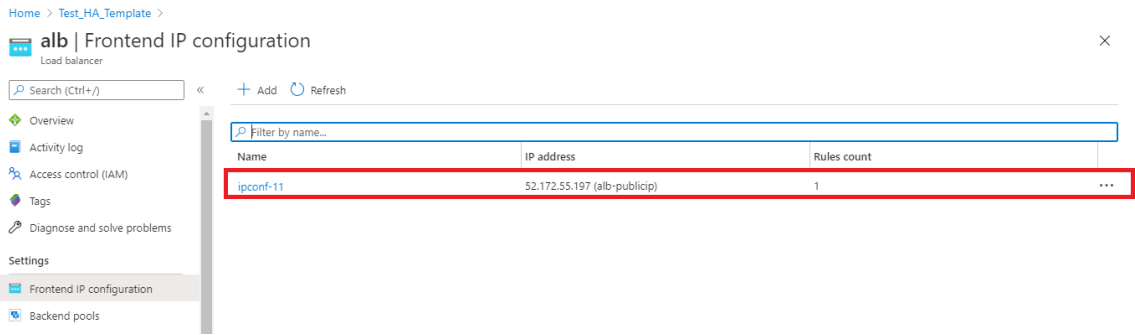 Home > Test_HA_Template >
alb | Frontend IP configuration
Load balancer
Search (Ctrl+/)
«
Add
Refresh
Overview
Activity log
Access control (IAM)
Tags
Diagnose and solve problems
Settings
Frontend IP configuration
Backend pools
Filter by name...
Name IP address Rules count
ipconf-11 52.172.55.197 (alb-publicip) 1 ...